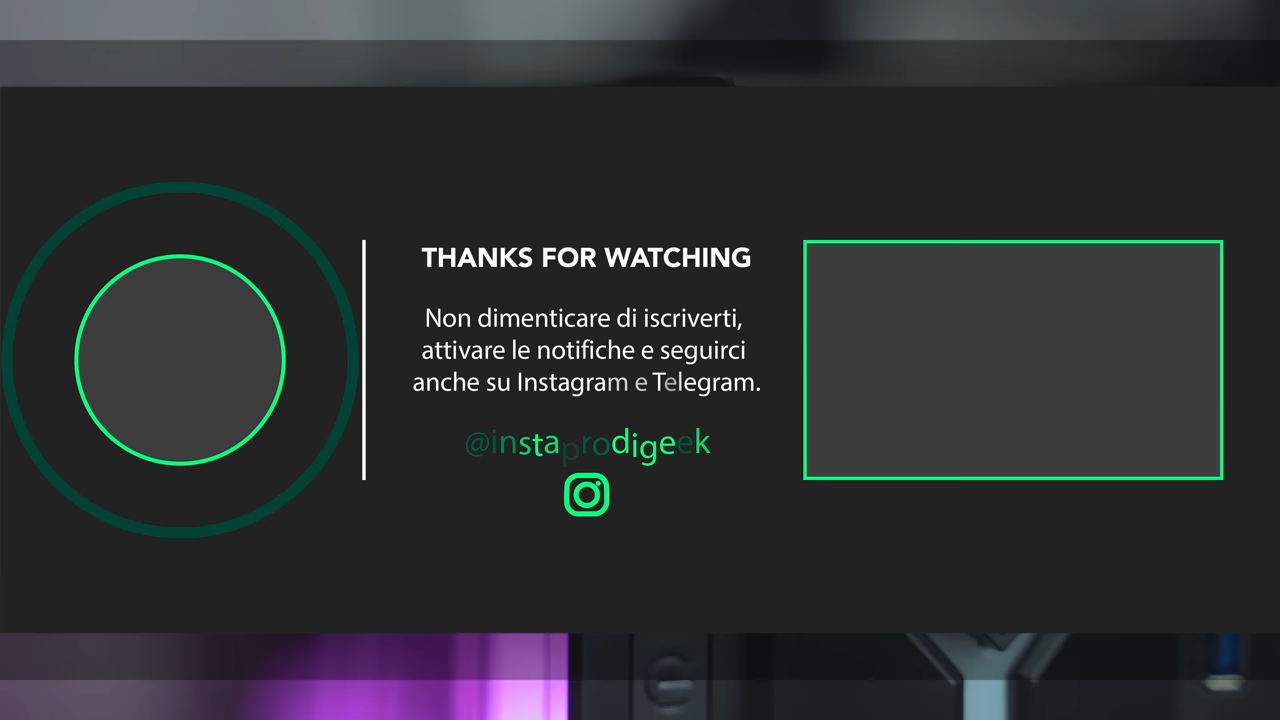 THANKS FOR WATCHING
Non dimenticare di iscriverti,
attivare le notifiche e seguirci
anche su Instagram e Telegram.
@instaprodigeek